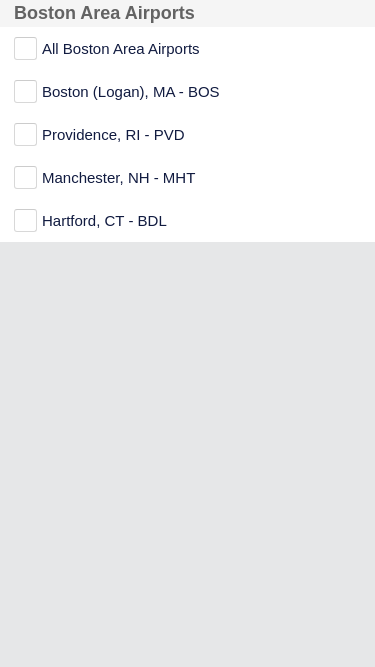 Boston Area Airports
All Boston Area Airports
Boston (Logan), MA - BOS
Providence, RI - PVD
Manchester, NH - MHT
Hartford, CT - BDL